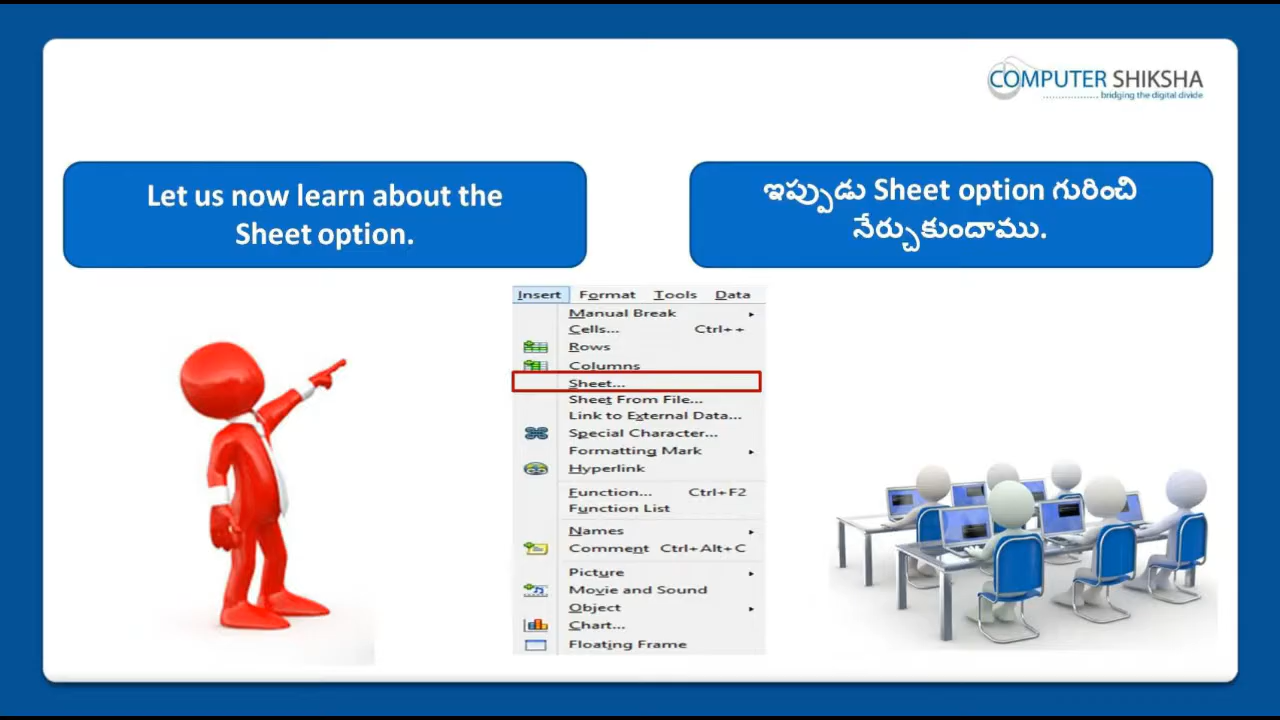 COMPUTER SHIKSHA
bridging the digital divide
Let us now learn about the
Sheet option.
ఇప్పుడు Sheet option గురించి
నేర్చుకుందాము.
Insert Format Tools Data
Manual Break
Cells... Ctrl++
Rows
Columns
Sheet...
Sheet From File...
Link to External Data...
Special Character...
Formatting Mark
Hyperlink
Function... Ctrl+F2
Function List
Names
Comment Ctrl+Alt+C
Picture
Movie and Sound
Object
Chart...
Floating Frame